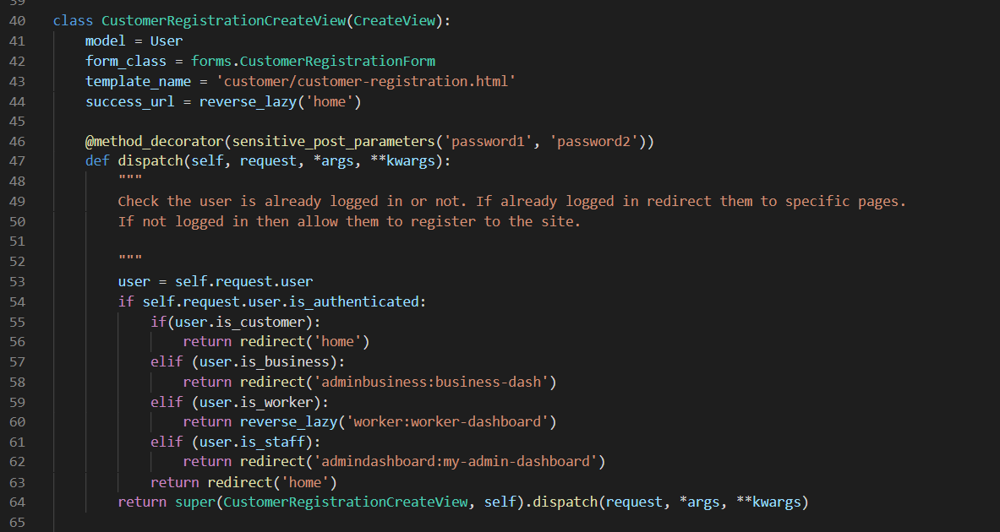 39
40 class CustomerRegistrationCreateView(CreateView):
41     model = User
42     form_class = forms.CustomerRegistrationForm
43     template_name = 'customer/customer-registration.html'
44     success_url = reverse_lazy('home')
45
46     @method_decorator(sensitive_post_parameters('password1', 'password2'))
47     def dispatch(self, request, *args, **kwargs):
48         """
49         Check the user is already logged in or not. If already logged in redirect them to specific pages.
50         If not logged in then allow them to register to the site.
51
52         """
53         user = self.request.user
54         if self.request.user.is_authenticated:
55             if(user.is_customer):
56                 return redirect('home')
57             elif (user.is_business):
58                 return redirect('adminbusiness:business-dash')
59             elif (user.is_worker):
60                 return reverse_lazy('worker:worker-dashboard')
61             elif (user.is_staff):
62                 return redirect('admindashboard:my-admin-dashboard')
63             return redirect('home')
64         return super(CustomerRegistrationCreateView, self).dispatch(request, *args, **kwargs)
65